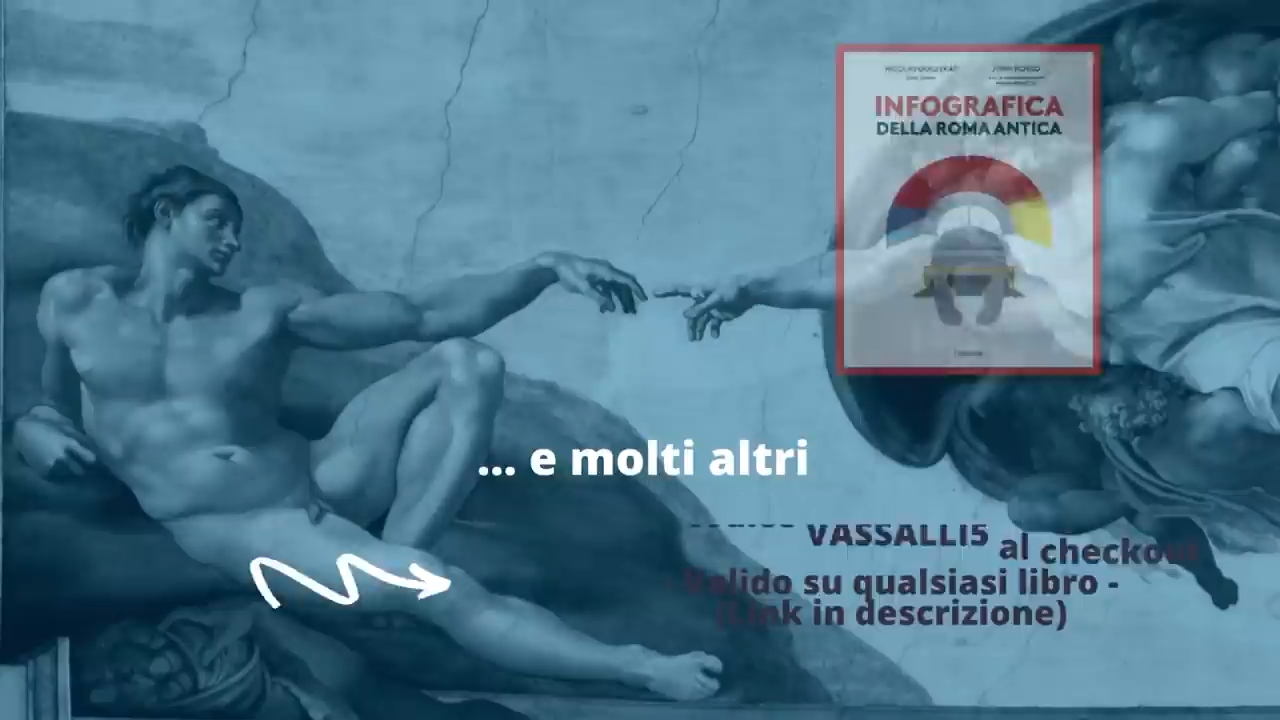 INFOGRAFICA
DELLA ROMA ANTICA
... e molti altri
VASSALLI5 al checkout
Valido su qualsiasi libro -
(Link in descrizione)